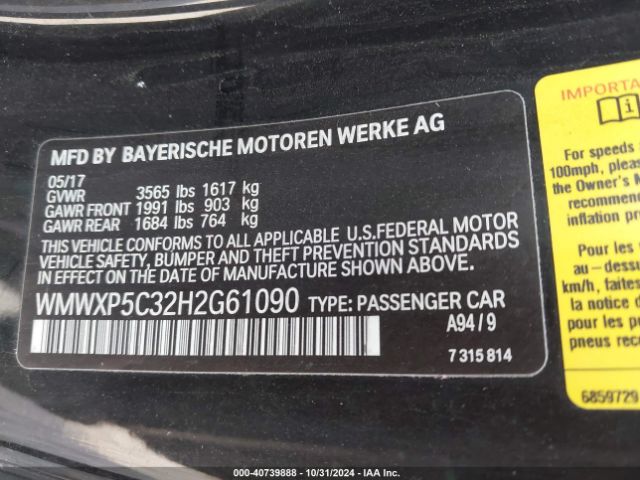 MFD BY BAYERISCHE MOTOREN WERKE AG
05/17
GVWR 3565 lbs 1617 kg
GAWR FRONT 1991 lbs 903 kg
GAWR REAR 1684 lbs 764 kg
THIS VEHICLE CONFORMS TO ALL APPLICABLE U.S.FEDERAL MOTOR
VEHICLE SAFETY, BUMPER AND THEFT PREVENTION STANDARDS
IN EFFECT ON THE DATE OF MANUFACTURE SHOWN ABOVE.
WMWXP5C32H2G61090 TYPE: PASSENGER CAR
A94/9
7 315 814
IMPORTA
For speeds
100mph, please
the Owner's M
recommen
inflation p
Pour les
au-dessu
km/h, faites
la notice
pour les p
pneus reco
6859729
000-40739888 - 10/31/2024 - IAA Inc.